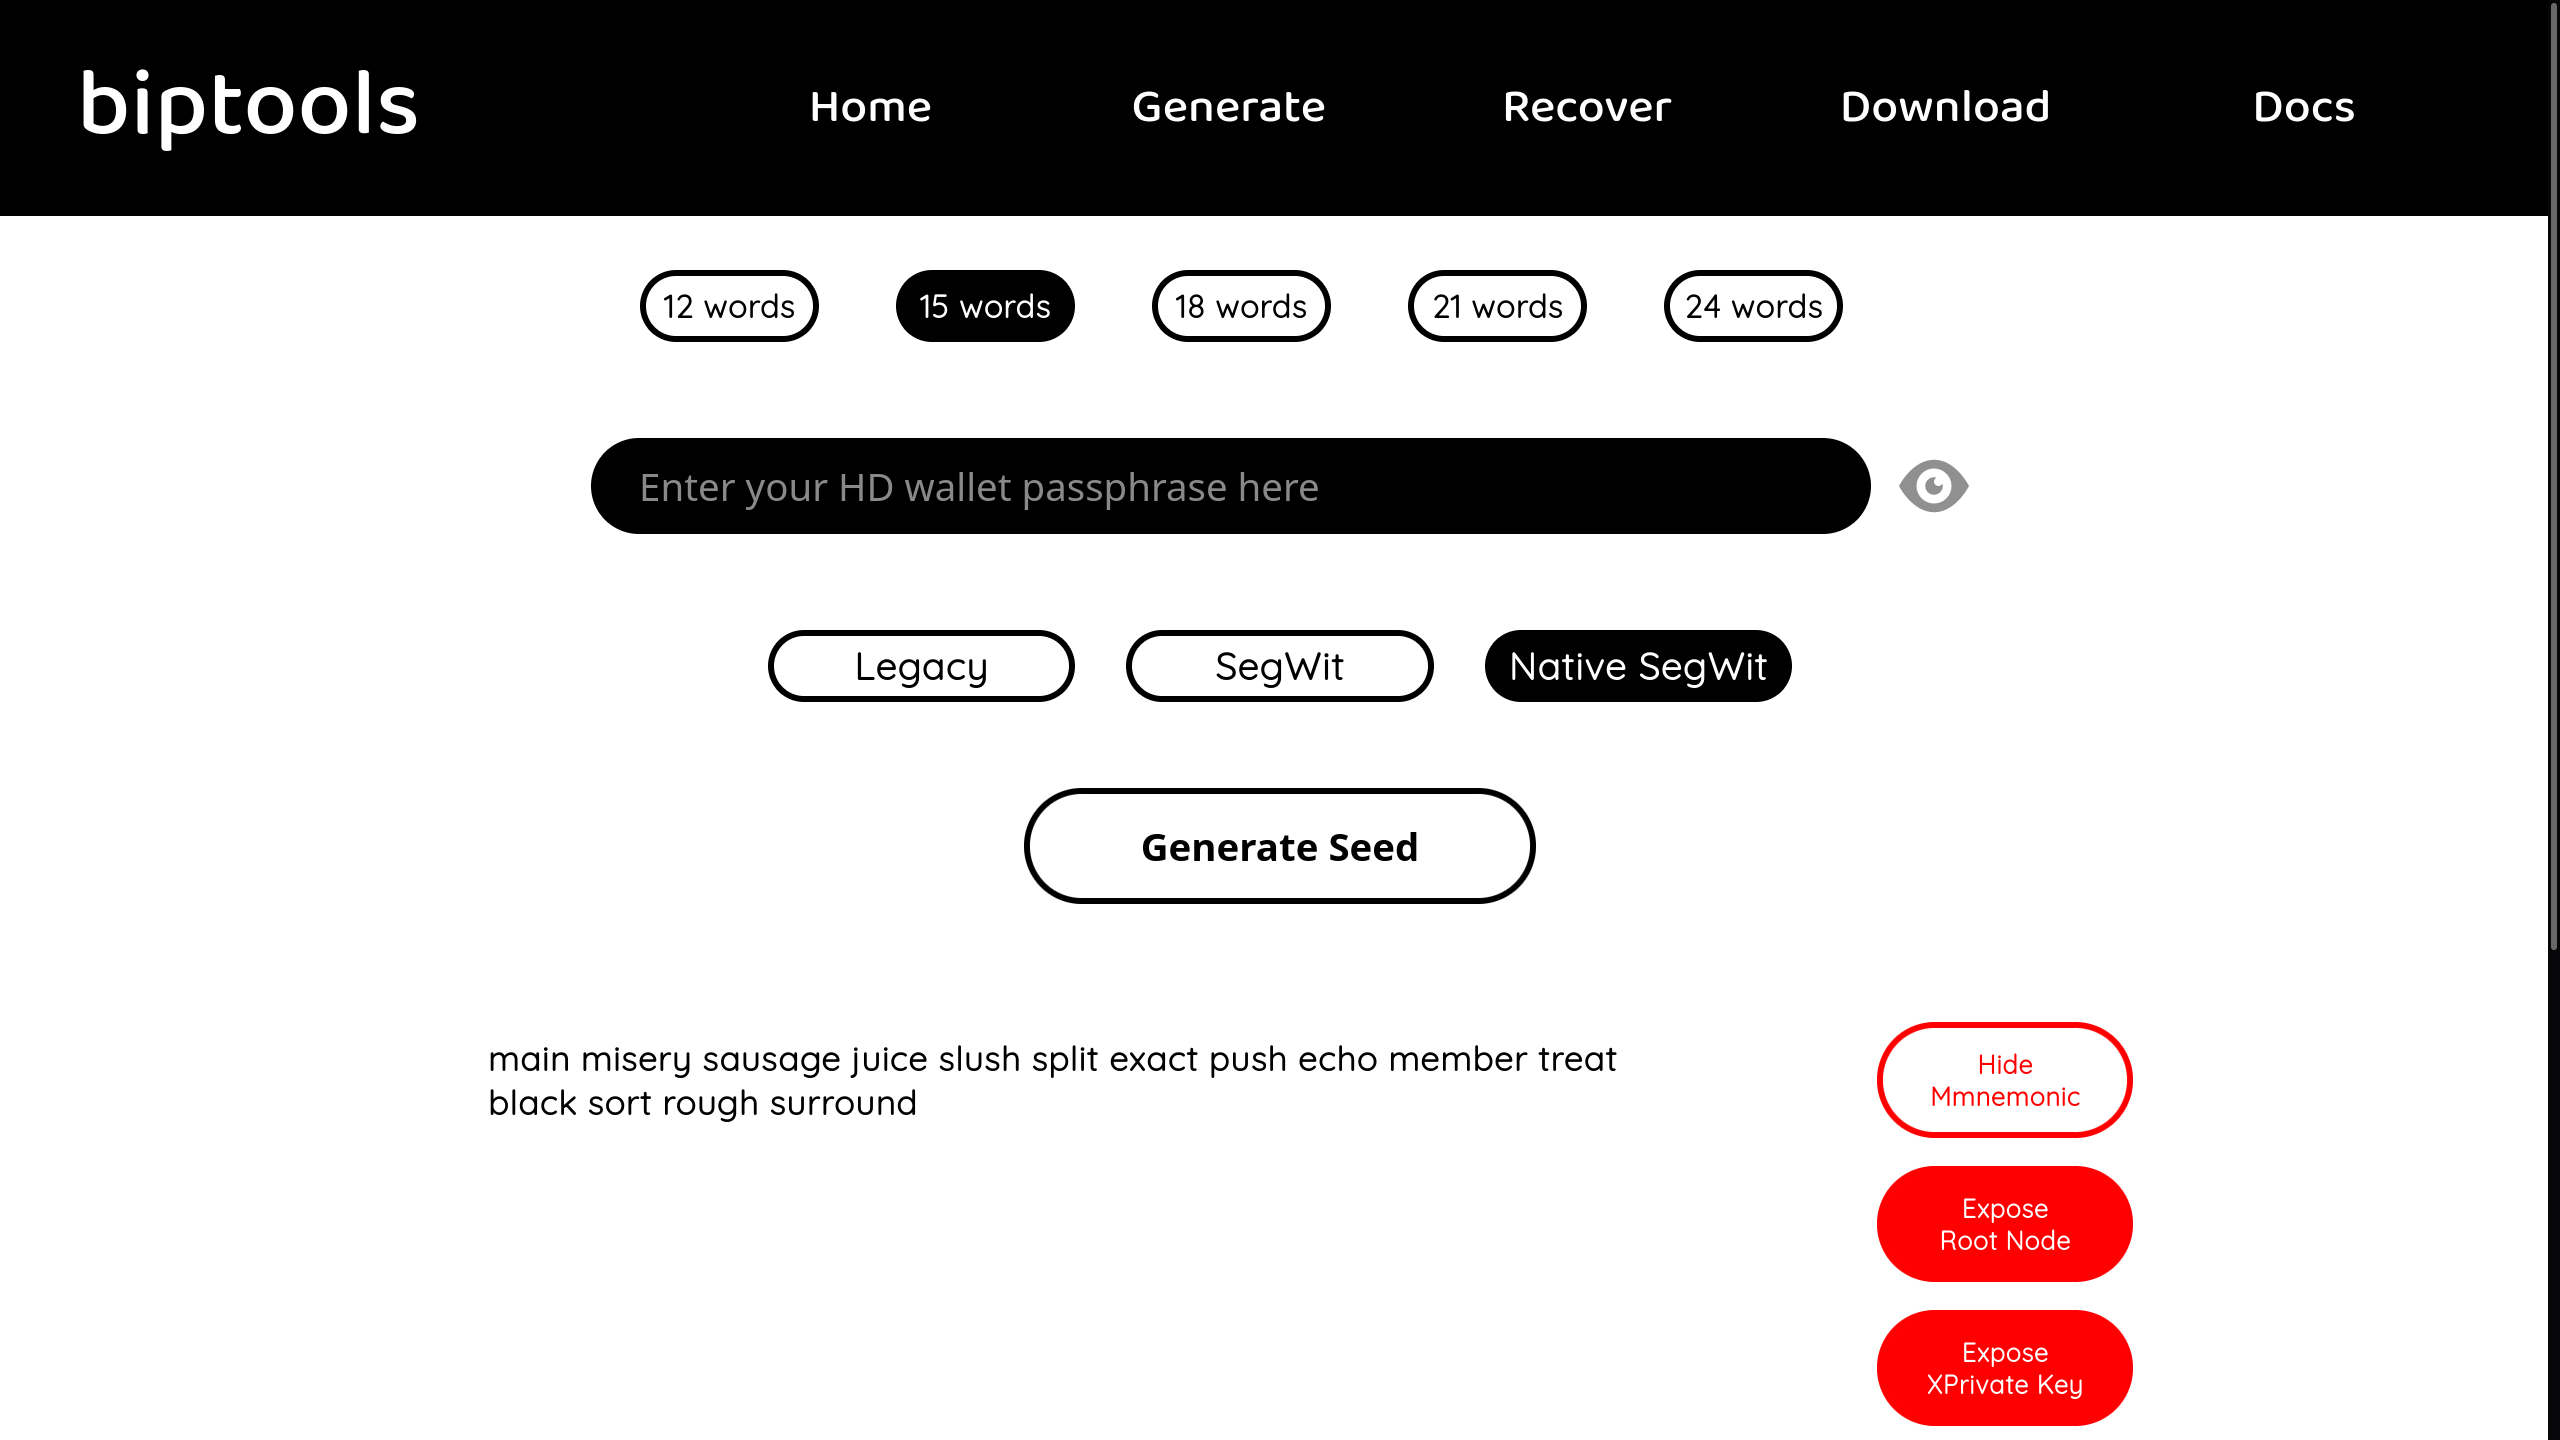 biptools
Home Generate Recover Download Docs
12 words 15 words 18 words 21 words 24 words
Enter your HD wallet passphrase here
Legacy SegWit Native SegWit
Generate Seed
main misery sausage juice slush split exact push echo member treat
black sort rough surround
Hide
Mmnemonic
Expose
Root Node
Expose
XPrivate Key